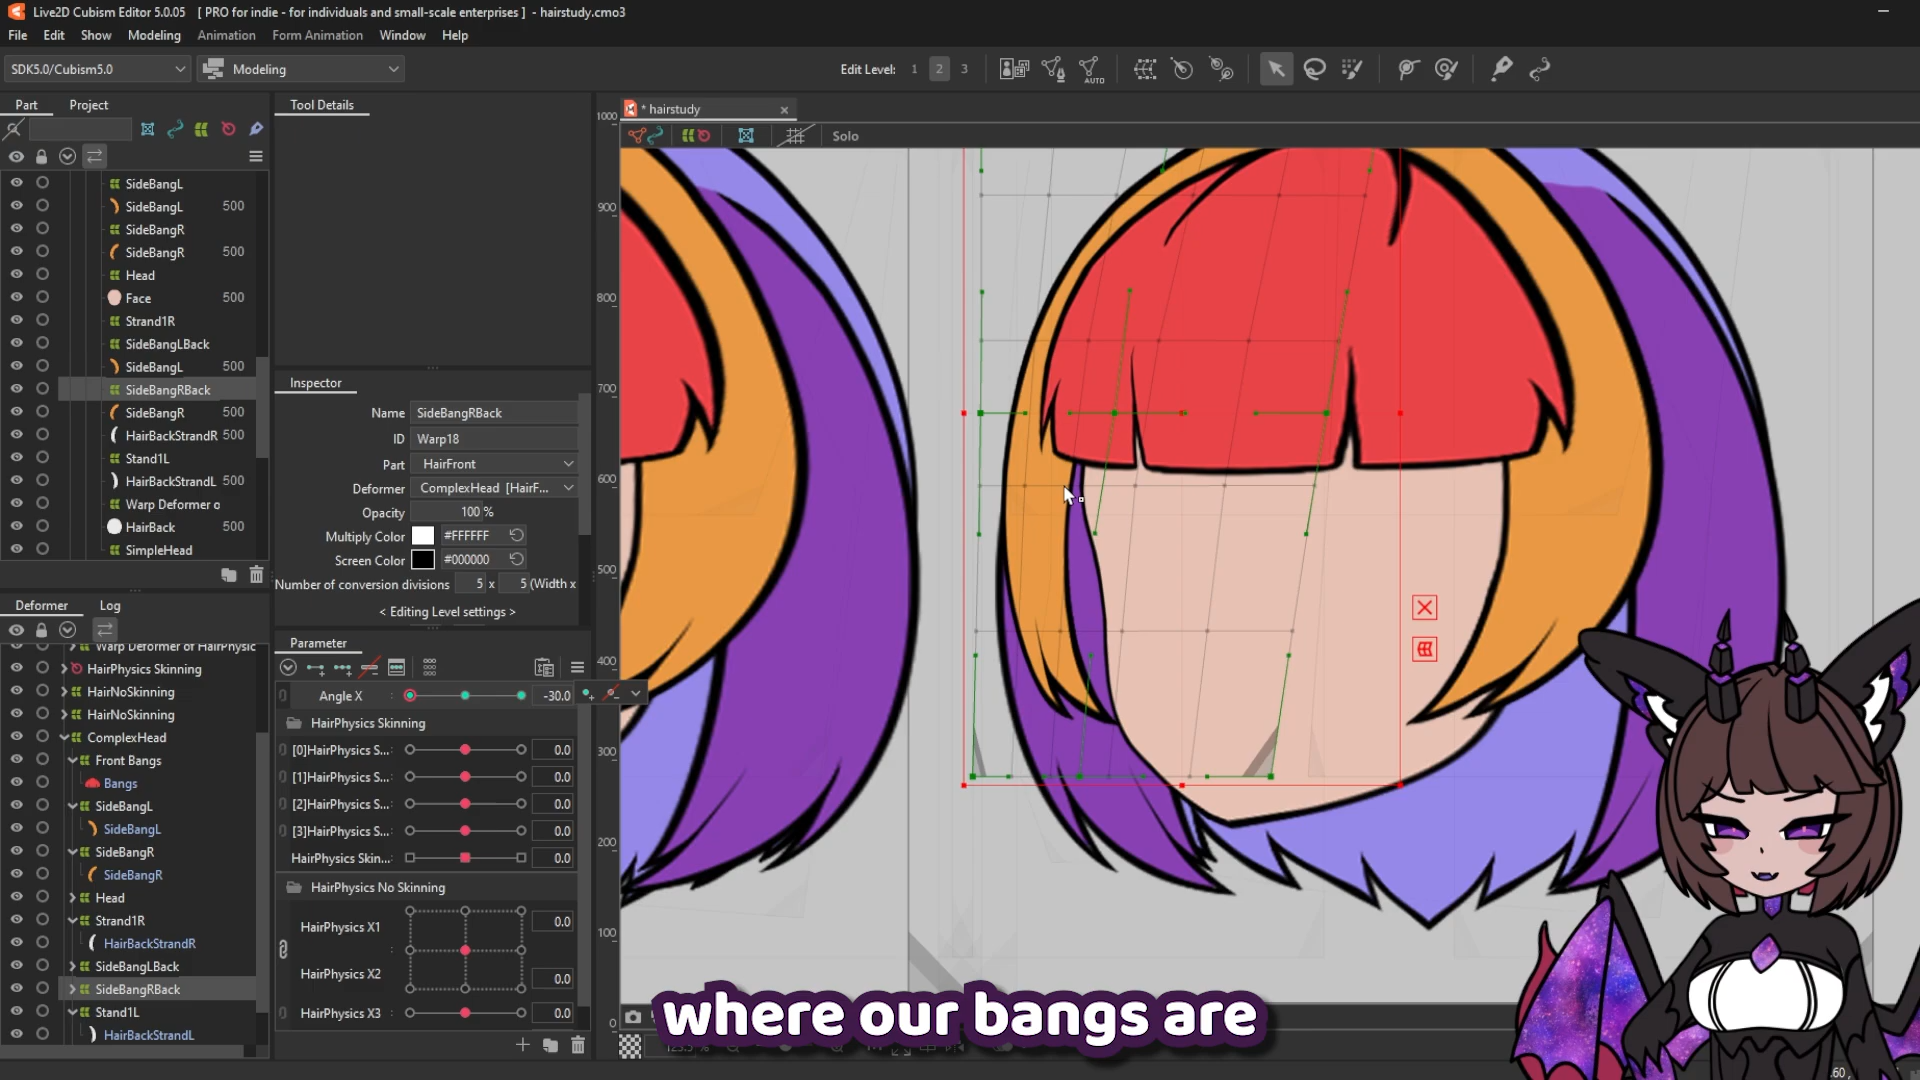 Live2D Cubism Editor 5.0.05 [ PRO for indie - for individuals and small-scale enterprises ] - hairstudy.cmo3
File Edit Show Modeling Animation Form Animation Window Help
SDK5.0/Cubism5.0 Modeling Edit Level: 1 2 3 AUTO
Part Project
SideBangL
SideBangL 500
SideBangR
SideBangR 500
Head
Face 500
Strand1R
SideBangLBack
SideBangL 500
SideBangRBack
SideBangR 500
HairBackStrandR 500
Stand1L
HairBackStrandL 500
Warp Deformer o
HairBack 500
SimpleHead
Deformer Log
Warp Deformer of HairPhysic
HairPhysics Skinning
HairNoSkinning
HairNoSkinning
ComplexHead
Front Bangs
Bangs
SideBangL
SideBangL
SideBangR
SideBangR
Head
Strand1R
HairBackStrandR
SideBangLBack
SideBangRBack
Stand1L
HairBackStrandL
Tool Details
Inspector
Name SideBangRBack
ID Warp18
Part HairFront
Deformer ComplexHead [HairF...
Opacity 100 %
Multiply Color #FFFFFF
Screen Color #000000
Number of conversion divisions 5 x 5 (Width x
< Editing Level settings >
Parameter
Angle X : -30.0
HairPhysics Skinning
[0]HairPhysics S... : 0.0
[1]HairPhysics S... : 0.0
[2]HairPhysics S... : 0.0
[3]HairPhysics S... : 0.0
HairPhysics Skin... : 0.0
HairPhysics No Skinning
HairPhysics X1 0.0
HairPhysics X2 0.0
HairPhysics X3 : 0.0
* hairstudy
Solo
1000
900
800
700
600
500
400
300
200
100
0
where our bangs are